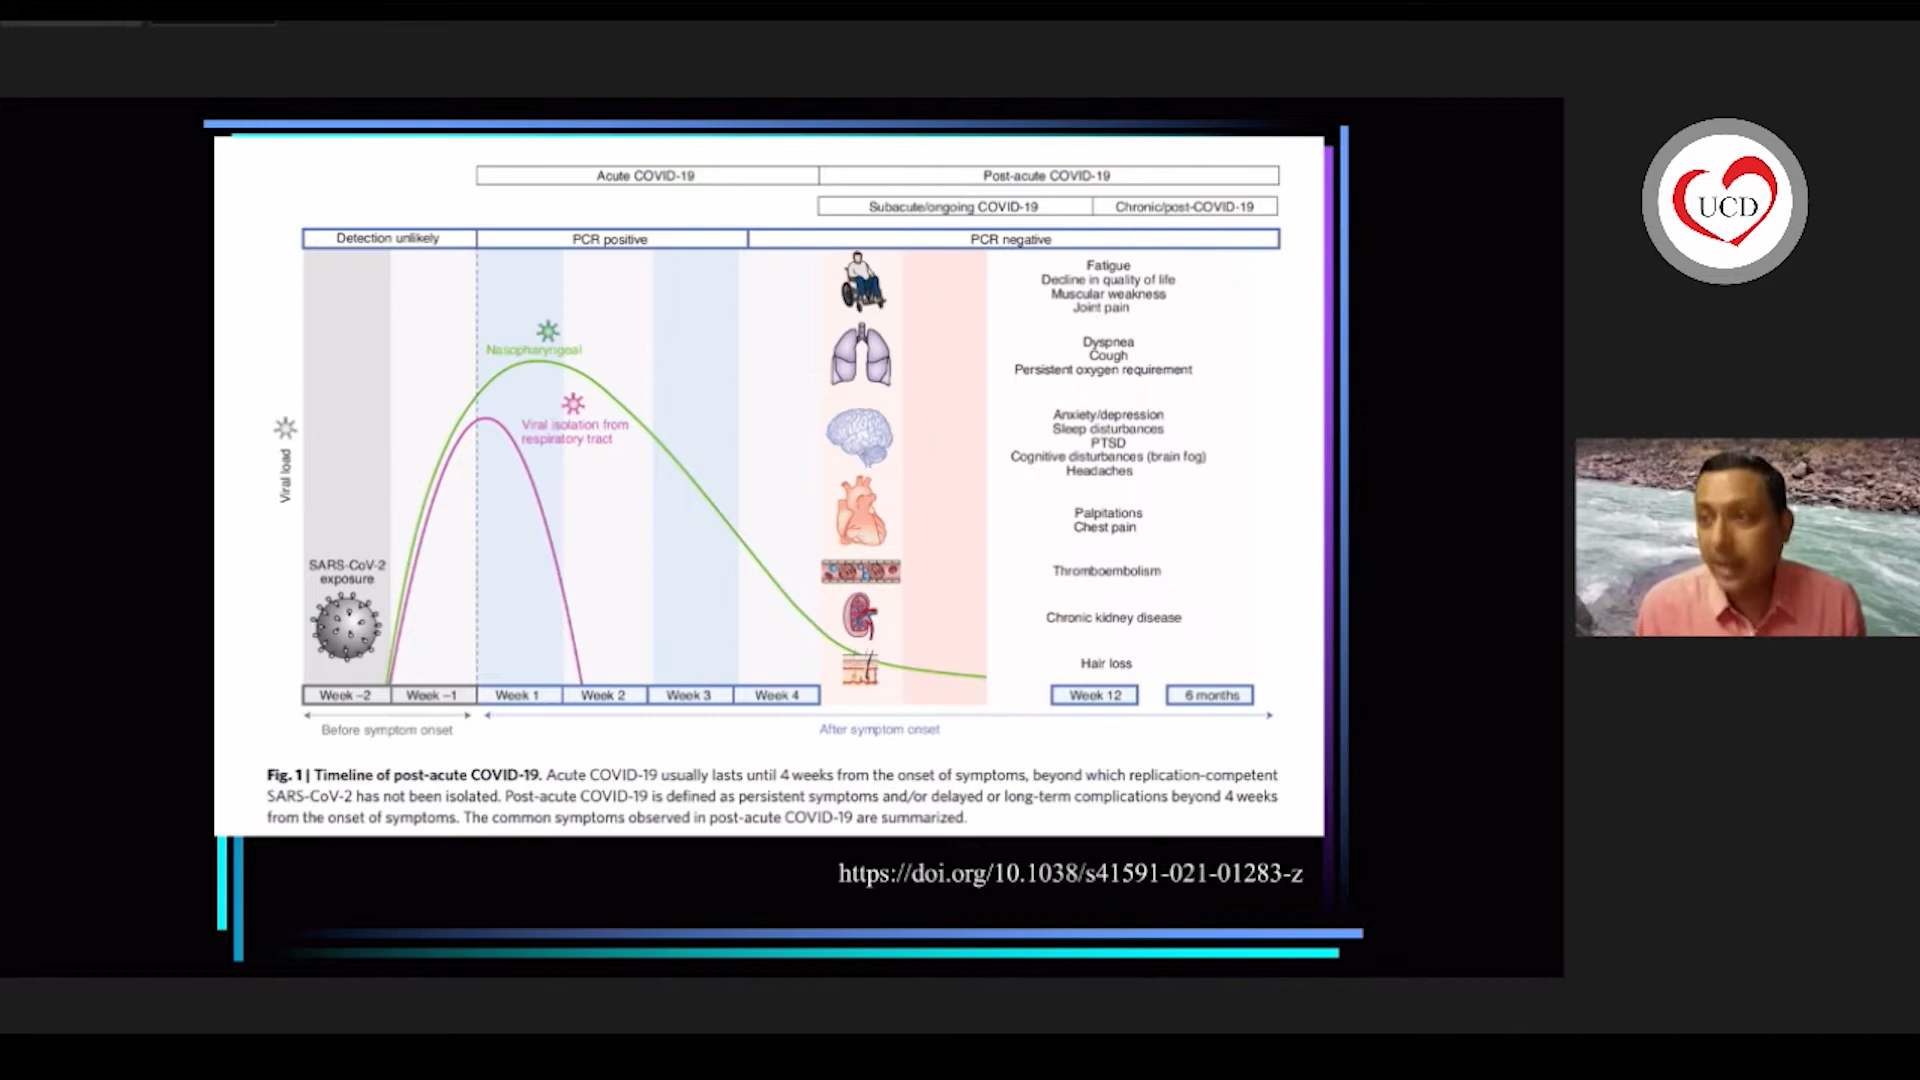 Acute COVID-19
Post-acute COVID-19
Subacute/ongoing COVID-19
Chronic/post-COVID-19
Detection unlikely
PCR positive
PCR negative
UCD
Fatigue
Decline in quality of life
Muscular weakness
Joint pain
Nasopharyngeal
Dyspnea
Cough
Persistent oxygen requirement
Viral isolation from
respiratory tract
Anxiety/depression
Sleep disturbances
PTSD
Cognitive disturbances (brain fog)
Headaches
Viral load
Palpitations
Chest pain
SARS-CoV-2
exposure
Thromboembolism
Chronic kidney disease
Hair loss
Week –2
Week –1
Week 1
Week 2
Week 3
Week 4
Week 12
6 months
Before symptom onset
After symptom onset
Fig. 1 | Timeline of post-acute COVID-19. Acute COVID-19 usually lasts until 4 weeks from the onset of symptoms, beyond which replication-competent
SARS-CoV-2 has not been isolated. Post-acute COVID-19 is defined as persistent symptoms and/or delayed or long-term complications beyond 4 weeks
from the onset of symptoms. The common symptoms observed in post-acute COVID-19 are summarized.
https://doi.org/10.1038/s41591-021-01283-z